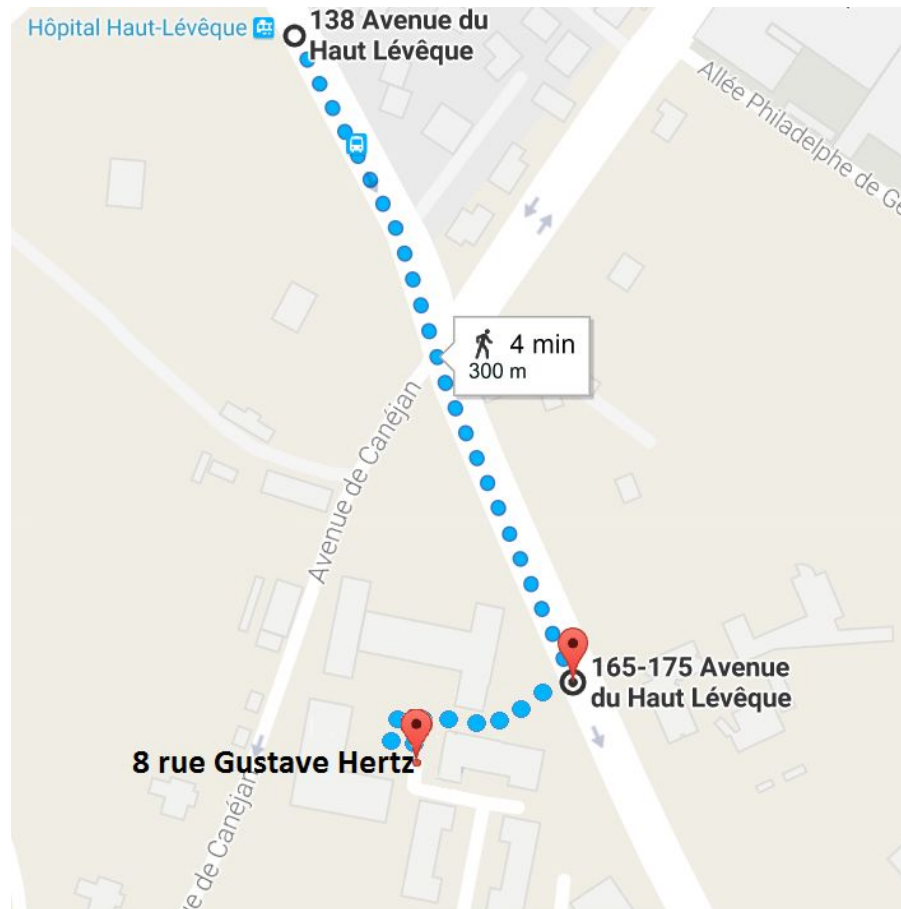 Hôpital Haut-Lévêque
138 Avenue du
Haut Lévêque
Allée Philadelphe de Ge
4 min
300 m
Avenue de Canéjan
165-175 Avenue
du Haut Lévêque
8 rue Gustave Hertz
ue de Canéjan